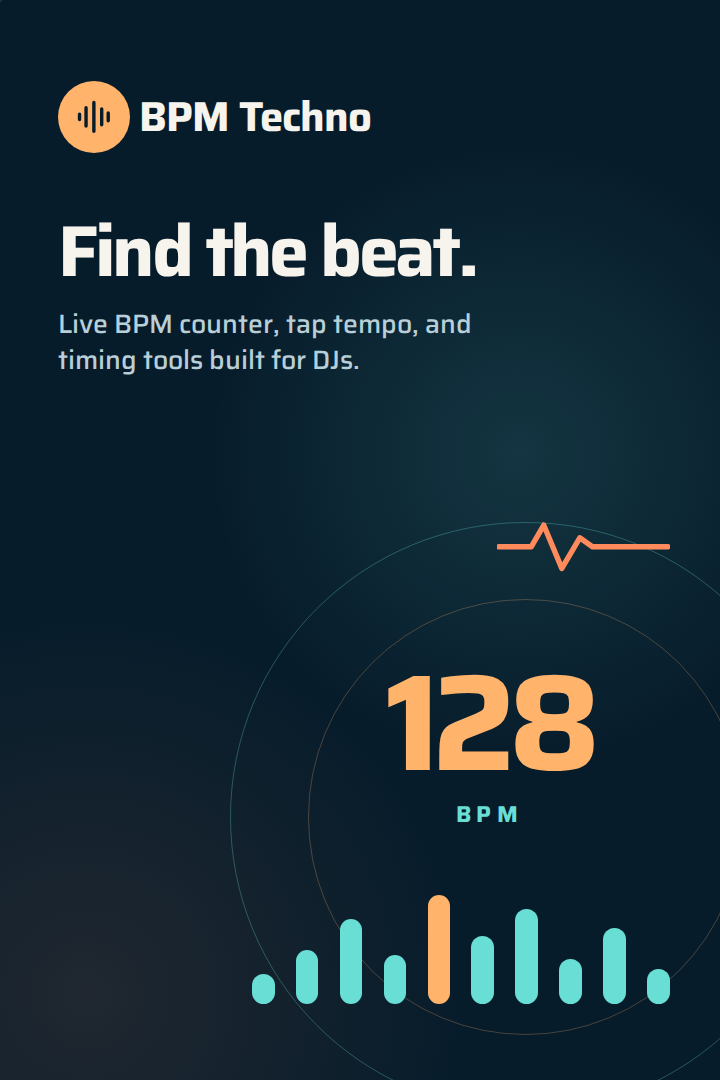 BPM Techno
Find the beat.
Live BPM counter, tap tempo, and
timing tools built for DJs.
128
BPM